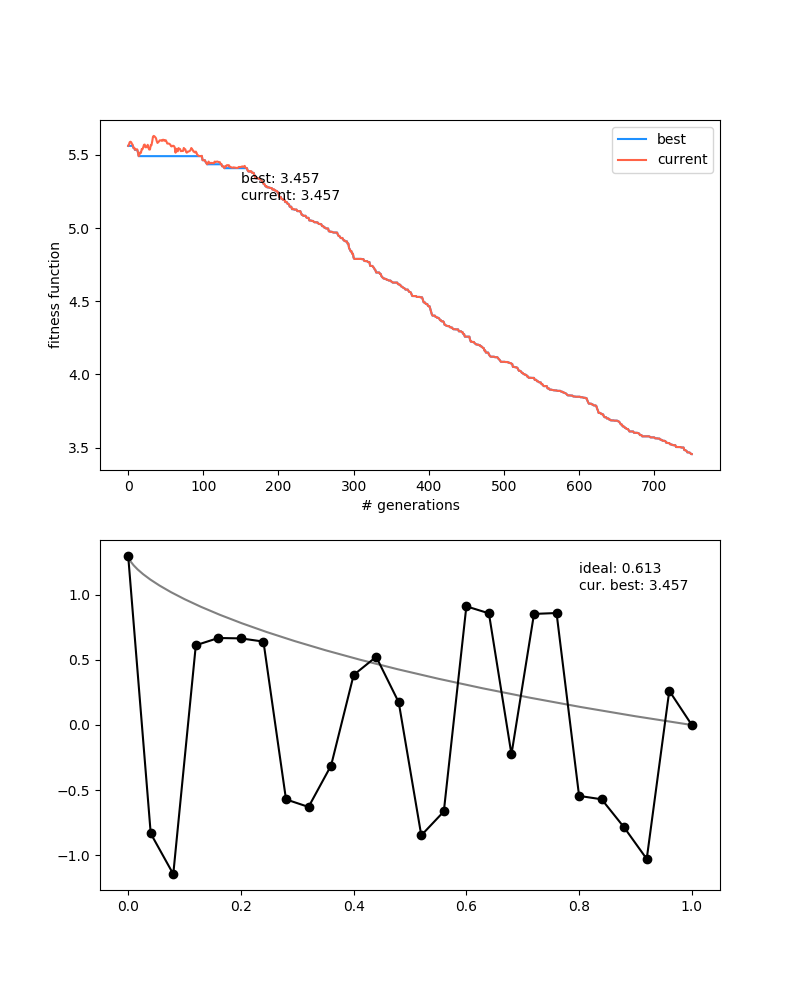 best
current
5.5
5.0
4.5
4.0
3.5
fitness function
best: 3.457
current: 3.457
0 100 200 300 400 500 600 700
# generations
ideal: 0.613
cur. best: 3.457
1.0
0.5
0.0
−0.5
−1.0
0.0 0.2 0.4 0.6 0.8 1.0